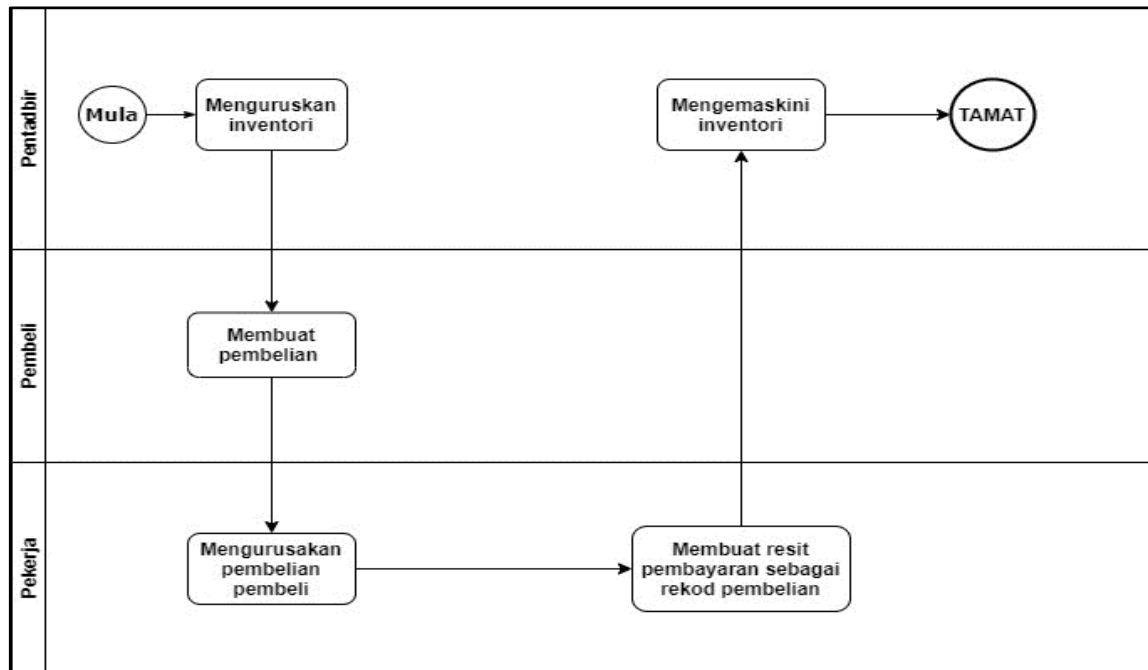 Pentadbir
Mula
Menguruskan
inventori
Mengemaskini
inventori
TAMAT
Pembeli
Membuat
pembelian
Pekerja
Mengurusakan
pembelian
pembeli
Membuat resit
pembayaran sebagai
rekod pembelian